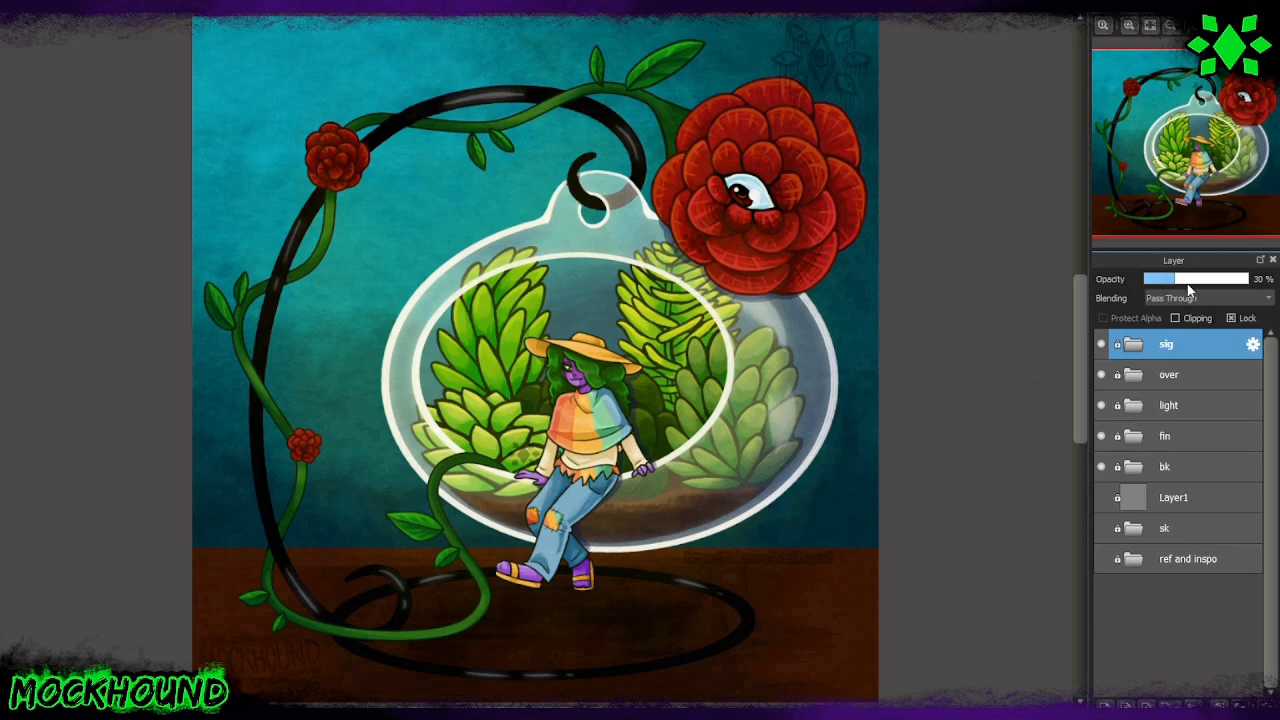 Layer
Opacity 30 %
Blending Pass Through
Protect Alpha Clipping Lock
sig
over
light
fin
bk
Layer1
sk
ref and inspo
MOCKHOUND
MOCKHOUND